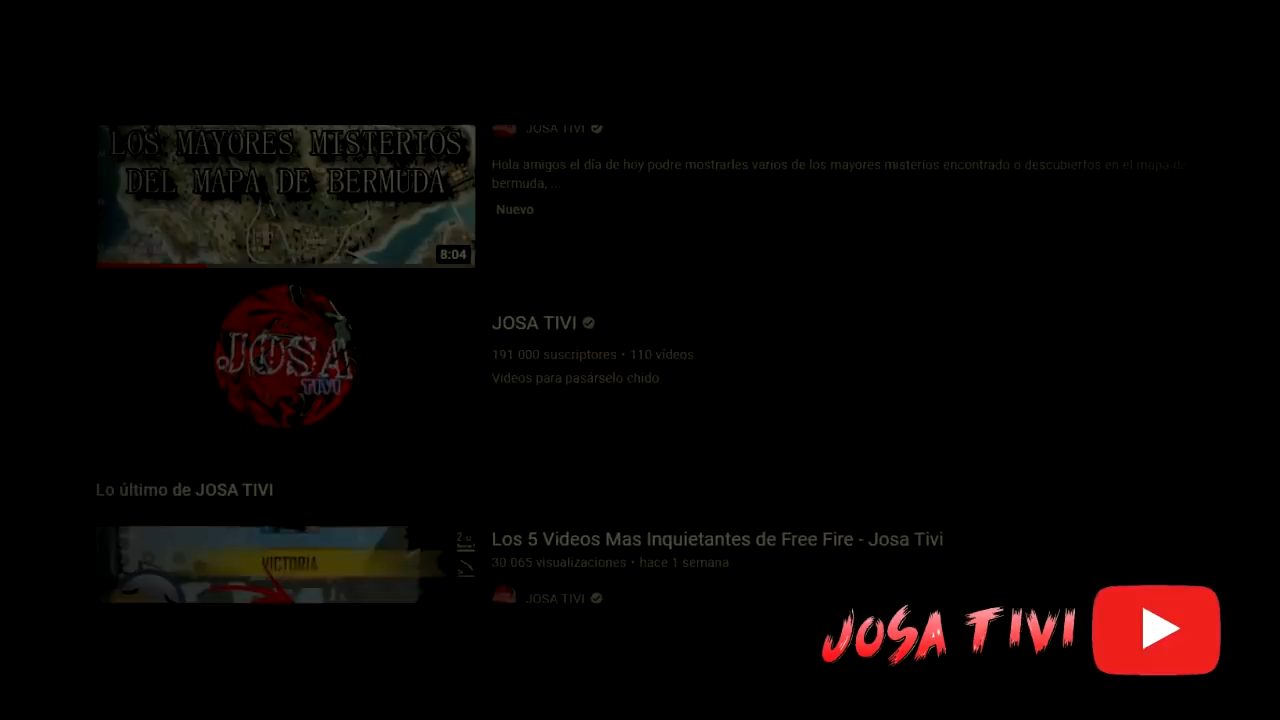 LOS MAYORES MISTERIOS
DEL MAPA DE BERMUDA
8:04
JOSA TIVI
Hola amigos el día de hoy podre mostrarles varios de los mayores misterios encontrado o descubiertos en el mapa de
bermuda, ...
Nuevo
JOSA
TIVI
JOSA TIVI
191 000 suscriptores • 110 vídeos
Videos para pasárselo chido
Lo último de JOSA TIVI
VICTORIA
Los 5 Videos Mas Inquietantes de Free Fire - Josa Tivi
30 065 visualizaciones • hace 1 semana
JOSA TIVI
JOSA TIVI